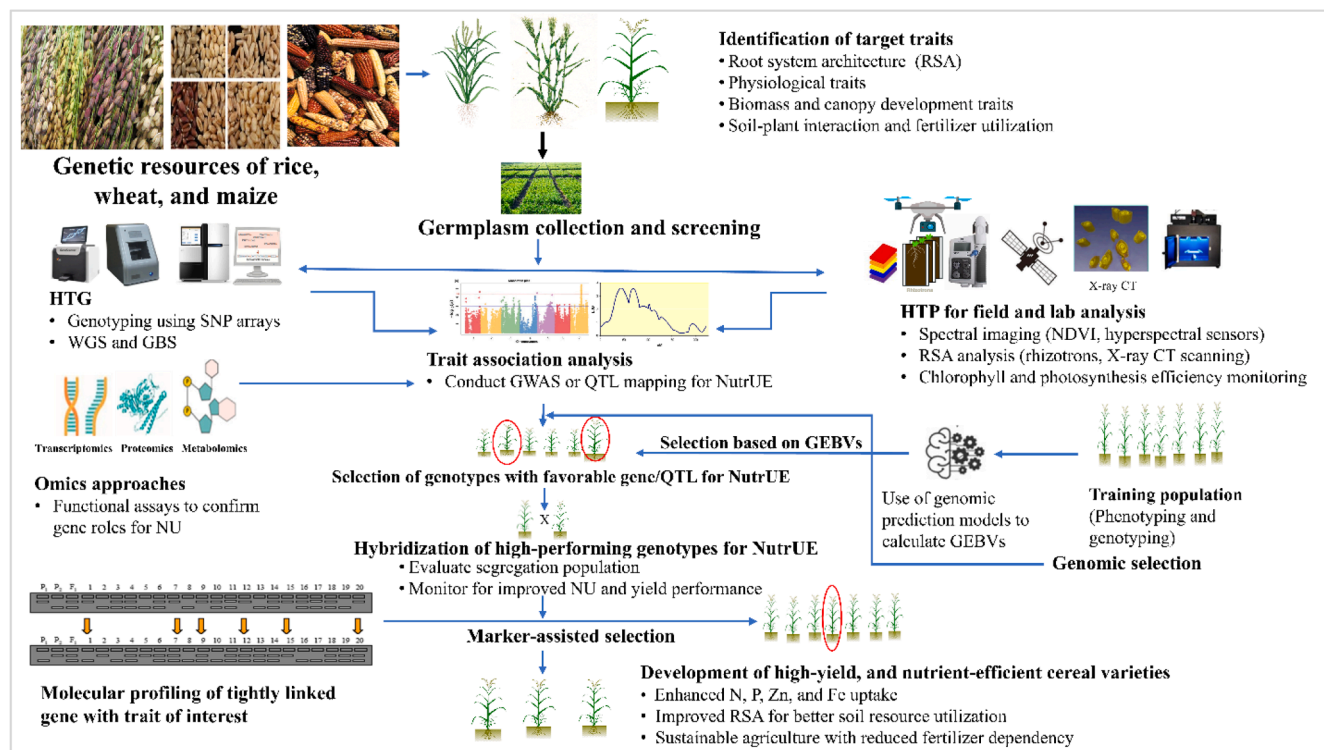 Identification of target traits
• Root system architecture (RSA)
• Physiological traits
• Biomass and canopy development traits
• Soil-plant interaction and fertilizer utilization
Genetic resources of rice,
wheat, and maize
Germplasm collection and screening
X-ray CT
HTG
• Genotyping using SNP arrays
• WGS and GBS
Trait association analysis
• Conduct GWAS or QTL mapping for NutrUE
HTP for field and lab analysis
• Spectral imaging (NDVI, hyperspectral sensors)
• RSA analysis (rhizotrons, X-ray CT scanning)
• Chlorophyll and photosynthesis efficiency monitoring
P
P
P
Transcriptomics Proteomics Metabolomics
Omics approaches
• Functional assays to confirm
gene roles for NU
Selection based on GEBVs
Selection of genotypes with favorable gene/QTL for NutrUE
Use of genomic
prediction models to
calculate GEBVs
Training population
(Phenotyping and
genotyping)
Genomic selection
X
Hybridization of high-performing genotypes for NutrUE
• Evaluate segregation population
• Monitor for improved NU and yield performance
P1 P2 F1 1 2 3 4 5 6 7 8 9 10 11 12 13 14 15 16 17 18 19 20
P1 P2 F1 1 2 3 4 5 6 7 8 9 10 11 12 13 14 15 16 17 18 19 20
Marker-assisted selection
Molecular profiling of tightly linked
gene with trait of interest
Development of high-yield, and nutrient-efficient cereal varieties
• Enhanced N, P, Zn, and Fe uptake
• Improved RSA for better soil resource utilization
• Sustainable agriculture with reduced fertilizer dependency